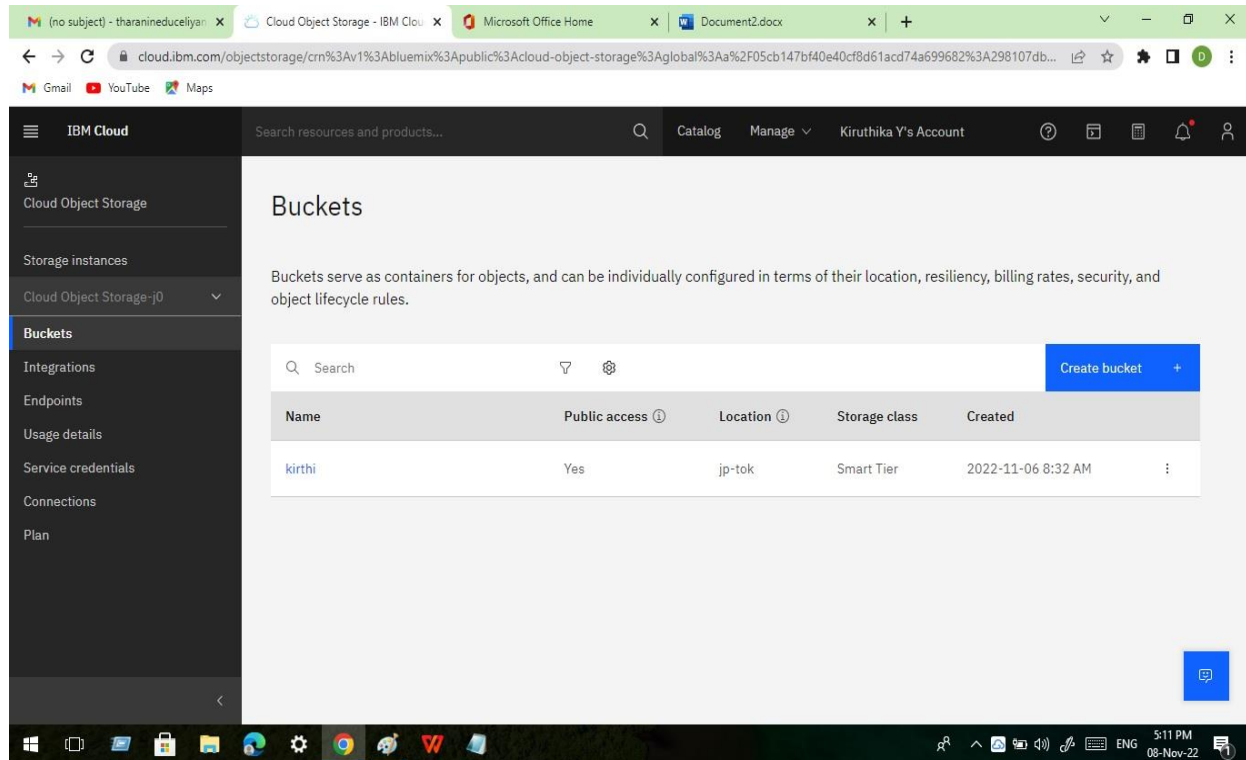 (no subject) - tharanineduceliyan
Cloud Object Storage - IBM Clou
Microsoft Office Home
Document2.docx
cloud.ibm.com/objectstorage/crn%3Av1%3Abluemix%3Apublic%3Acloud-object-storage%3Aglobal%3Aa%2F05cb147bf40e40cf8d61acd74a699682%3A298107db...
D
Gmail YouTube Maps
IBM Cloud
Search resources and products...
Catalog
Manage
Kiruthika Y's Account
Cloud Object Storage
Storage instances
Cloud Object Storage-j0
Buckets
Integrations
Endpoints
Usage details
Service credentials
Connections
Plan
Buckets
Buckets serve as containers for objects, and can be individually configured in terms of their location, resiliency, billing rates, security, and
object lifecycle rules.
Search
Create bucket +
Name Public access Location Storage class Created
kirthi Yes jp-tok Smart Tier 2022-11-06 8:32 AM
ENG
5:11 PM
08-Nov-22
1